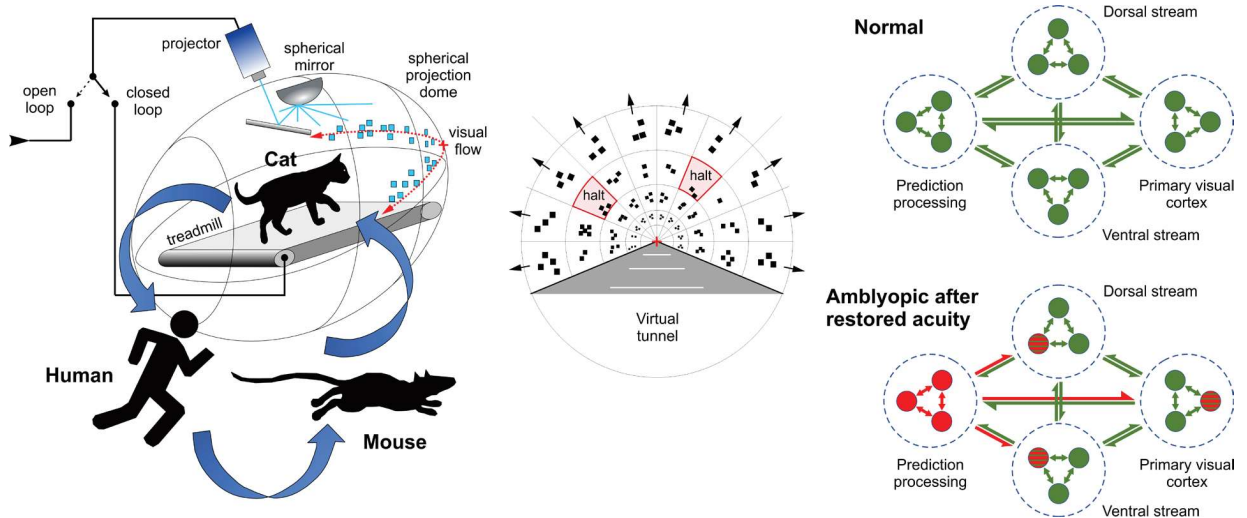 projector
spherical
mirror
spherical
projection
dome
open
loop
closed
loop
visual
flow
Cat
treadmill
Human
Mouse
halt
halt
Virtual
tunnel
Normal
Dorsal stream
Prediction
processing
Primary visual
cortex
Ventral stream
Amblyopic after
restored acuity
Dorsal stream
Prediction
processing
Primary visual
cortex
Ventral stream